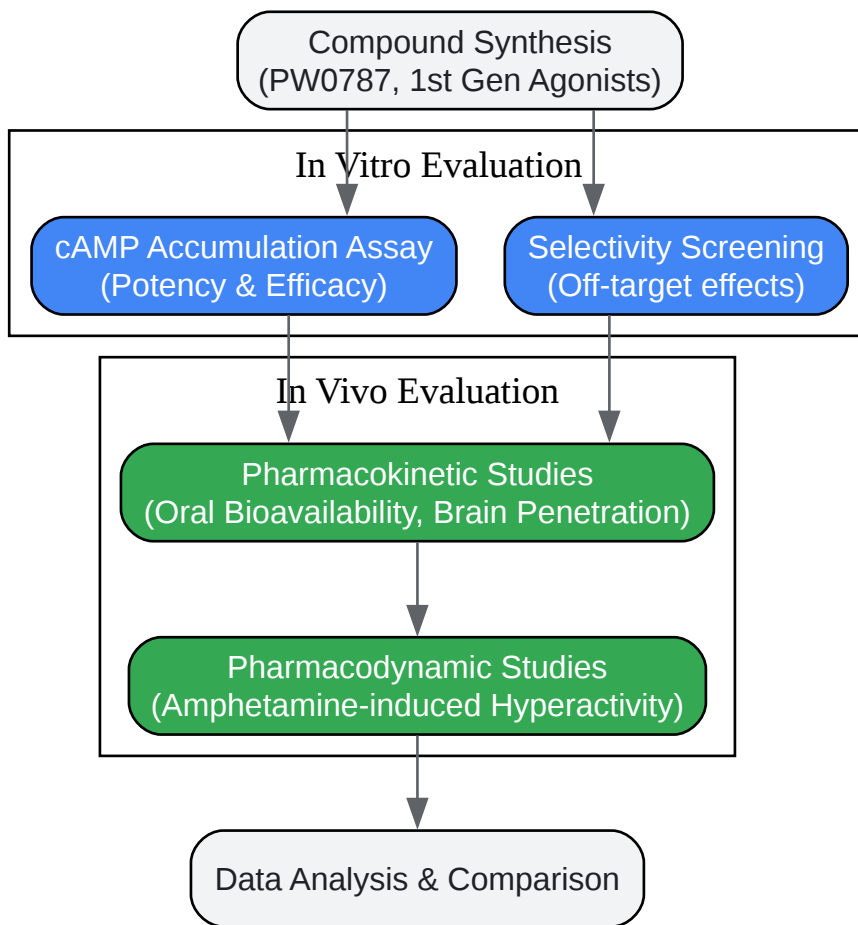 Compound Synthesis
(PW0787, 1st Gen Agonists)
In Vitro Evaluation
cAMP Accumulation Assay
(Potency & Efficacy)
Selectivity Screening
(Off-target effects)
In Vivo Evaluation
Pharmacokinetic Studies
(Oral Bioavailability, Brain Penetration)
Pharmacodynamic Studies
(Amphetamine-induced Hyperactivity)
Data Analysis & Comparison